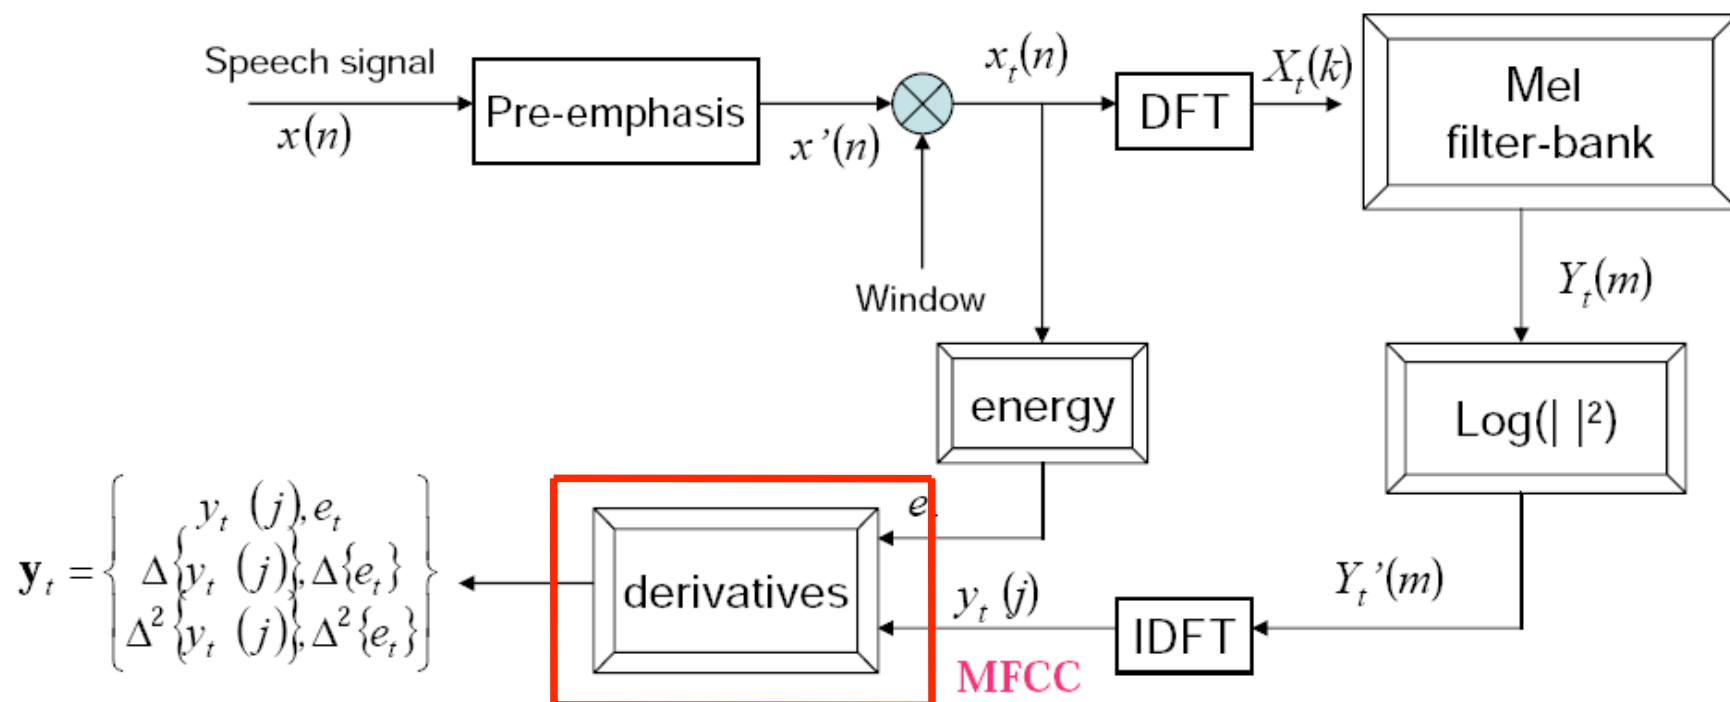 Speech signal
x(n)
Pre-emphasis
x’(n)
Window
x_t(n)
DFT
X_t(k)
Mel
filter-bank
Y_t(m)
Log(| |²)
Y_t’(m)
IDFT
y_t (j)
MFCC
energy
e
derivatives
y_t = { y_t (j), e_t
Δ{y_t (j)}, Δ{e_t}
Δ²{y_t (j)}, Δ²{e_t} }